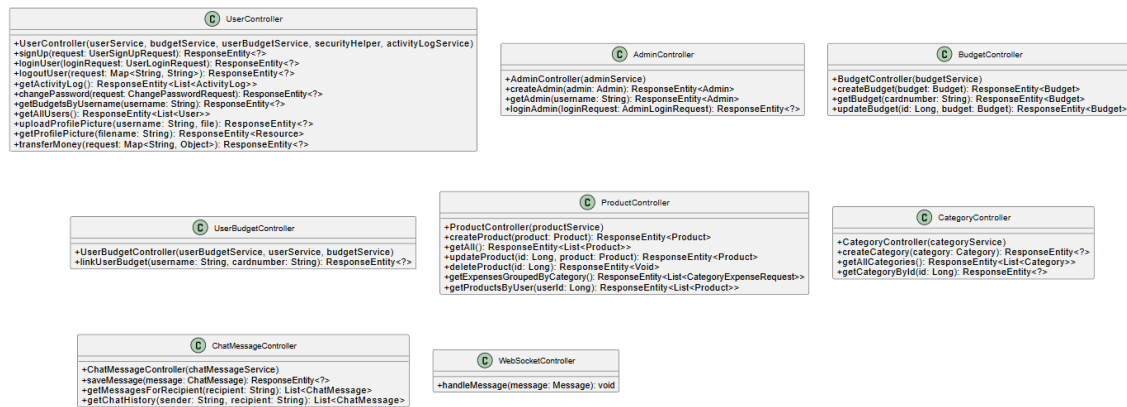 C UserController
+UserController(userService, budgetService, userBudgetService, securityHelper, activityLogService)
+signUp(request: UserSignUpRequest): ResponseEntity<?>
+loginUser(loginRequest: UserLoginRequest): ResponseEntity<?>
+logoutUser(request: Map<String, String>): ResponseEntity<?>
+getActivityLog(): ResponseEntity<List<ActivityLog>>
+changePassword(request: ChangePasswordRequest): ResponseEntity<?>
+getBudgetsByUsername(username: String): ResponseEntity<?>
+getAllUsers(): ResponseEntity<List<User>>
+uploadProfilePicture(username: String, file): ResponseEntity<?>
+getProfilePicture(filename: String): ResponseEntity<Resource>
+transferMoney(request: Map<String, Object>): ResponseEntity<?>
C AdminController
+AdminController(adminService)
+createAdmin(admin: Admin): ResponseEntity<Admin>
+getAdmin(username: String): ResponseEntity<Admin>
+loginAdmin(loginRequest: AdminLoginRequest): ResponseEntity<?>
C BudgetController
+BudgetController(budgetService)
+createBudget(budget: Budget): ResponseEntity<Budget>
+getBudget(cardnumber: String): ResponseEntity<Budget>
+updateBudget(id: Long, budget: Budget): ResponseEntity<Budget>
C UserBudgetController
+UserBudgetController(userBudgetService, userService, budgetService)
+linkUserBudget(username: String, cardnumber: String): ResponseEntity<?>
C ProductController
+ProductController(productService)
+createProduct(product: Product): ResponseEntity<Product>
+getAll(): ResponseEntity<List<Product>>
+updateProduct(id: Long, product: Product): ResponseEntity<Product>
+deleteProduct(id: Long): ResponseEntity<Void>
+getExpensesGroupedByCategory(): ResponseEntity<List<CategoryExpenseRequest>>
+getProductsByUser(userId: Long): ResponseEntity<List<Product>>
C CategoryController
+CategoryController(categoryService)
+createCategory(category: Category): ResponseEntity<?>
+getAllCategories(): ResponseEntity<List<Category>>
+getCategoryById(id: Long): ResponseEntity<?>
C ChatMessageController
+ChatMessageController(chatMessageService)
+saveMessage(message: ChatMessage): ResponseEntity<?>
+getMessagesForRecipient(recipient: String): List<ChatMessage>
+getChatHistory(sender: String, recipient: String): List<ChatMessage>
C WebSocketController
+handleMessage(message: Message): void